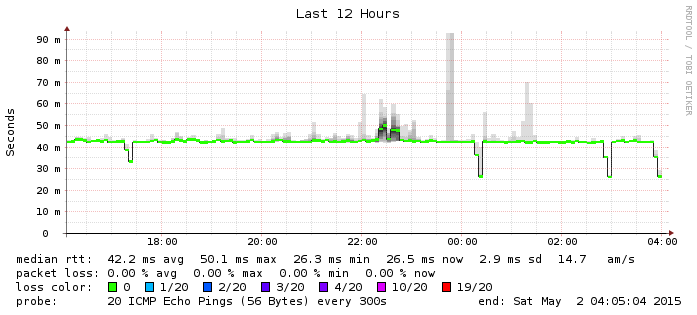 Last 12 Hours
RRDTOOL / TOBI OETIKER
Seconds
90 m
80 m
70 m
60 m
50 m
40 m
30 m
20 m
10 m
0
18:00 20:00 22:00 00:00 02:00 04:00
median rtt: 42.2 ms avg 50.1 ms max 26.3 ms min 26.5 ms now 2.9 ms sd 14.7 am/s
packet loss: 0.00 % avg 0.00 % max 0.00 % min 0.00 % now
loss color: 0 1/20 2/20 3/20 4/20 10/20 19/20
probe: 20 ICMP Echo Pings (56 Bytes) every 300s end: Sat May 2 04:05:04 2015